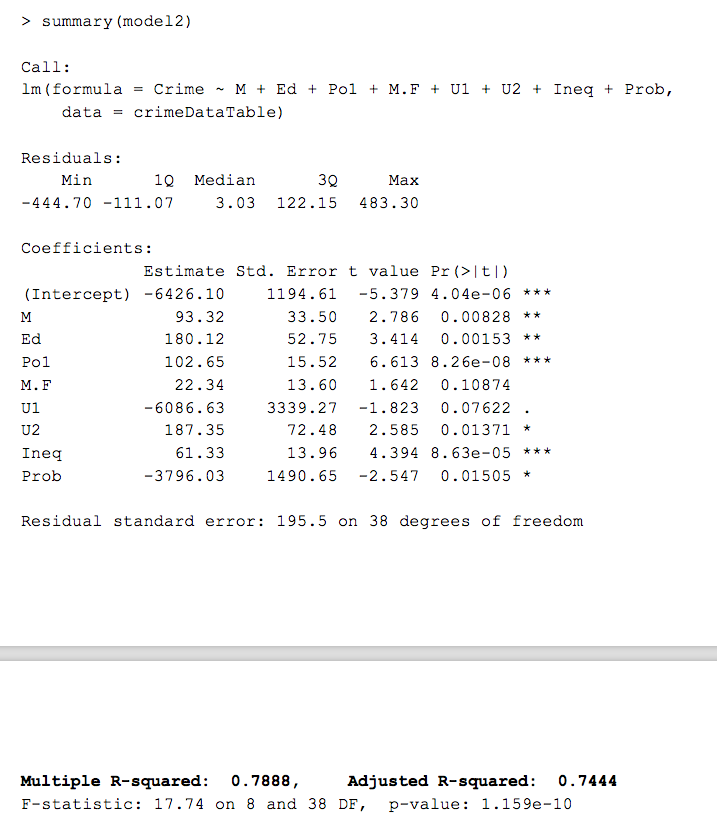 > summary(model2)
Call:
lm(formula = Crime ~ M + Ed + Po1 + M.F + U1 + U2 + Ineq + Prob,
    data = crimeDataTable)
Residuals:
    Min      1Q  Median      3Q     Max
-444.70 -111.07    3.03  122.15  483.30
Coefficients:
            Estimate Std. Error t value Pr(>|t|)
(Intercept) -6426.10    1194.61  -5.379 4.04e-06 ***
M              93.32      33.50   2.786  0.00828 **
Ed            180.12      52.75   3.414  0.00153 **
Po1           102.65      15.52   6.613 8.26e-08 ***
M.F            22.34      13.60   1.642  0.10874
U1          -6086.63    3339.27  -1.823  0.07622 .
U2            187.35      72.48   2.585  0.01371 *
Ineq           61.33      13.96   4.394 8.63e-05 ***
Prob        -3796.03    1490.65  -2.547  0.01505 *
Residual standard error: 195.5 on 38 degrees of freedom
Multiple R-squared:  0.7888,     Adjusted R-squared:  0.7444
F-statistic: 17.74 on 8 and 38 DF,  p-value: 1.159e-10